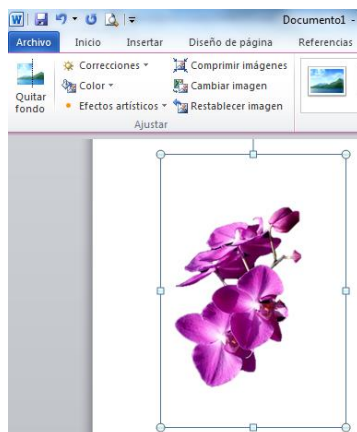 W Documento1 -
Archivo Inicio Insertar Diseño de página Referencias
Quitar fondo
Correcciones Comprimir imágenes
Color Cambiar imagen
Efectos artísticos Restablecer imagen
Ajustar